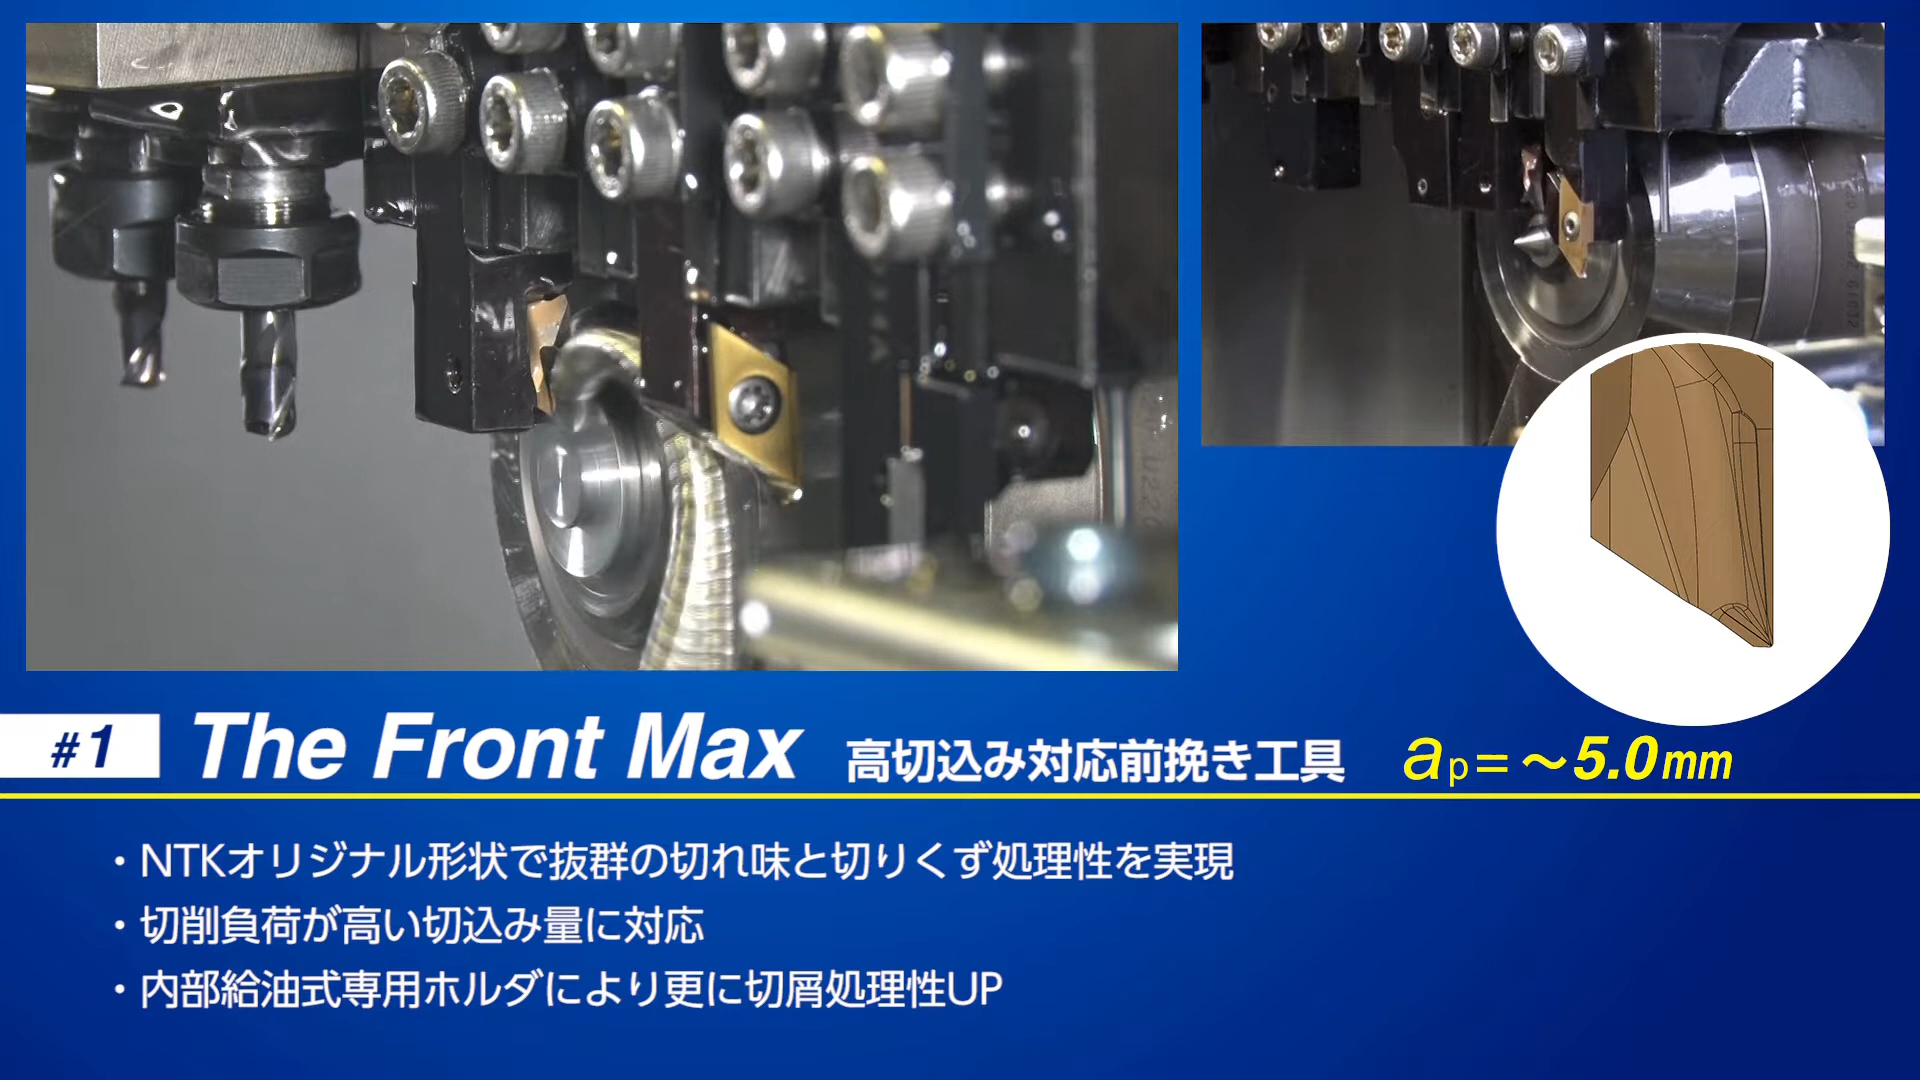 #1 The Front Max 高切込み対応前挽き工具 ap=～5.0mm
・NTKオリジナル形状で抜群の切れ味と切りくず処理性を実現
・切削負荷が高い切込み量に対応
・内部給油式専用ホルダにより更に切屑処理性UP